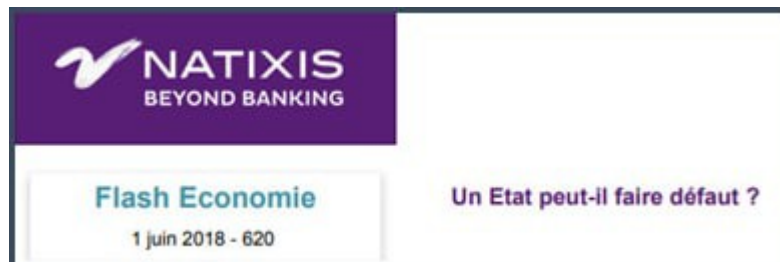 NATIXIS
BEYOND BANKING
Flash Economie
1 juin 2018 - 620
Un Etat peut-il faire défaut ?